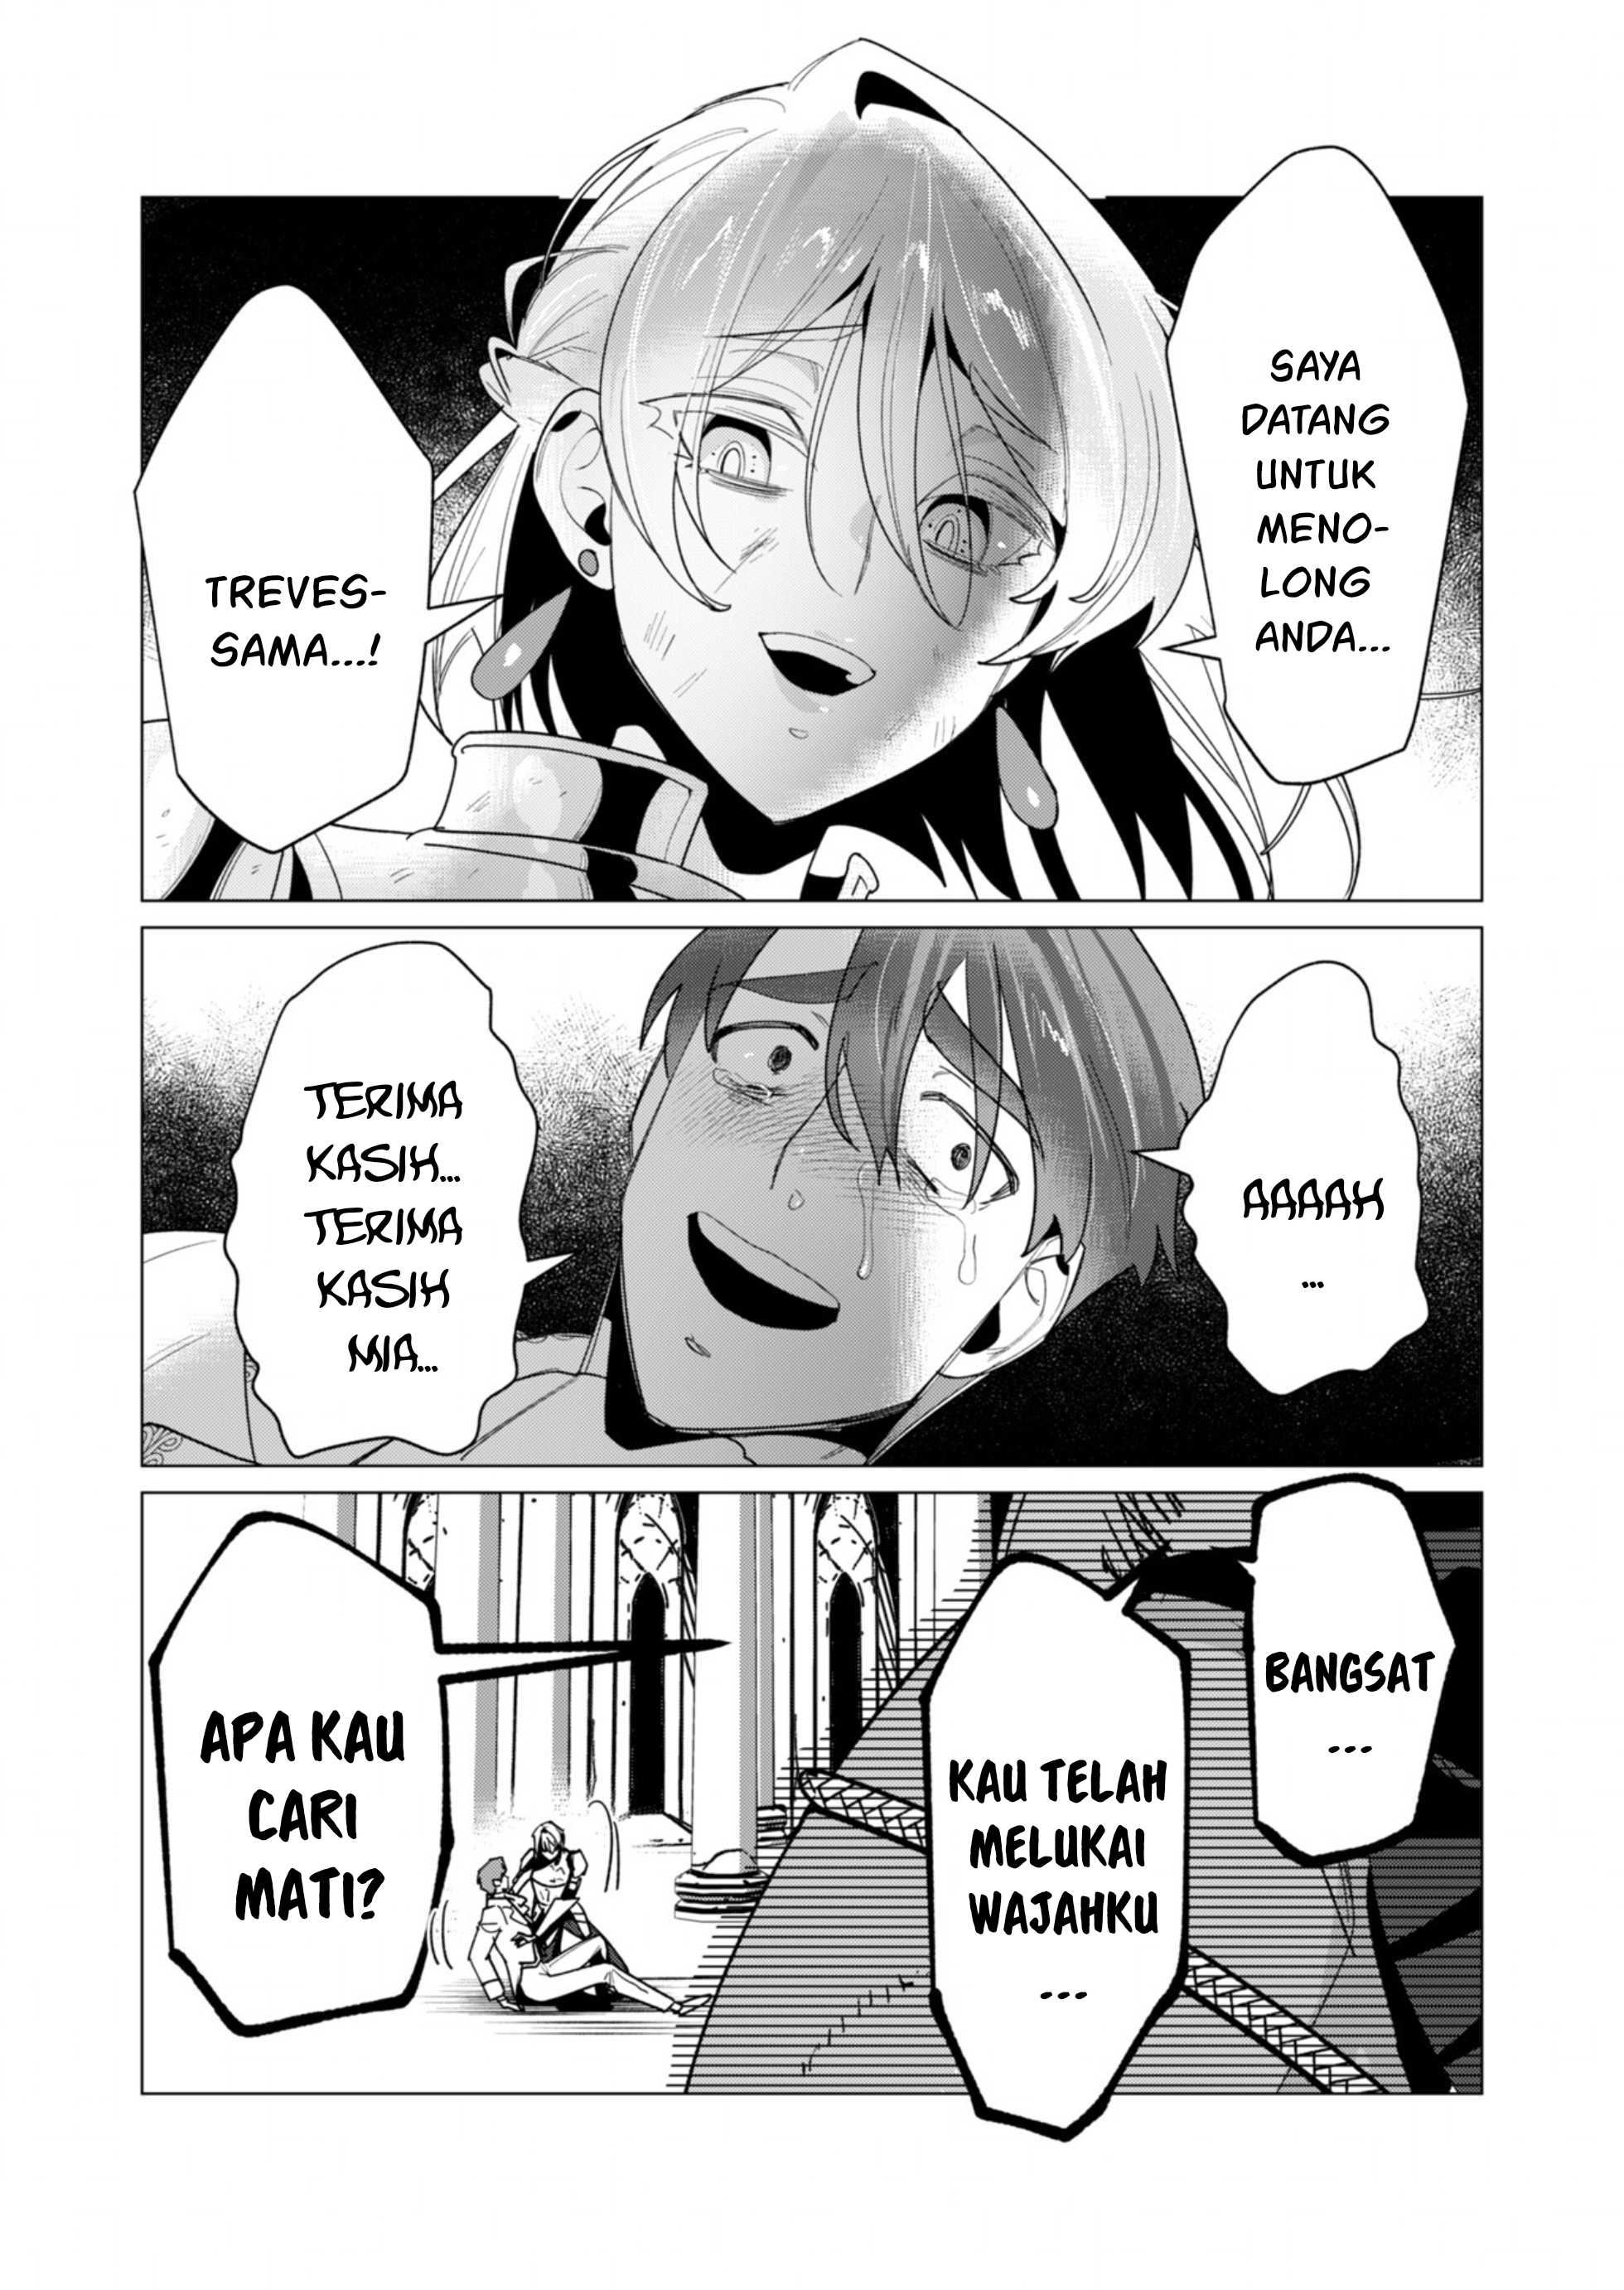 SAYA
DATANG
UNTUK
MENO-
LONG
ANDA...
TREVES-
SAMA...!
AAAAH
...
TERIMA
KASIH...
TERIMA
KASIH
MIA...
BANGSAT
...
KAU TELAH
MELUKAI
WAJAHKU
...
APA KAU
CARI
MATI?